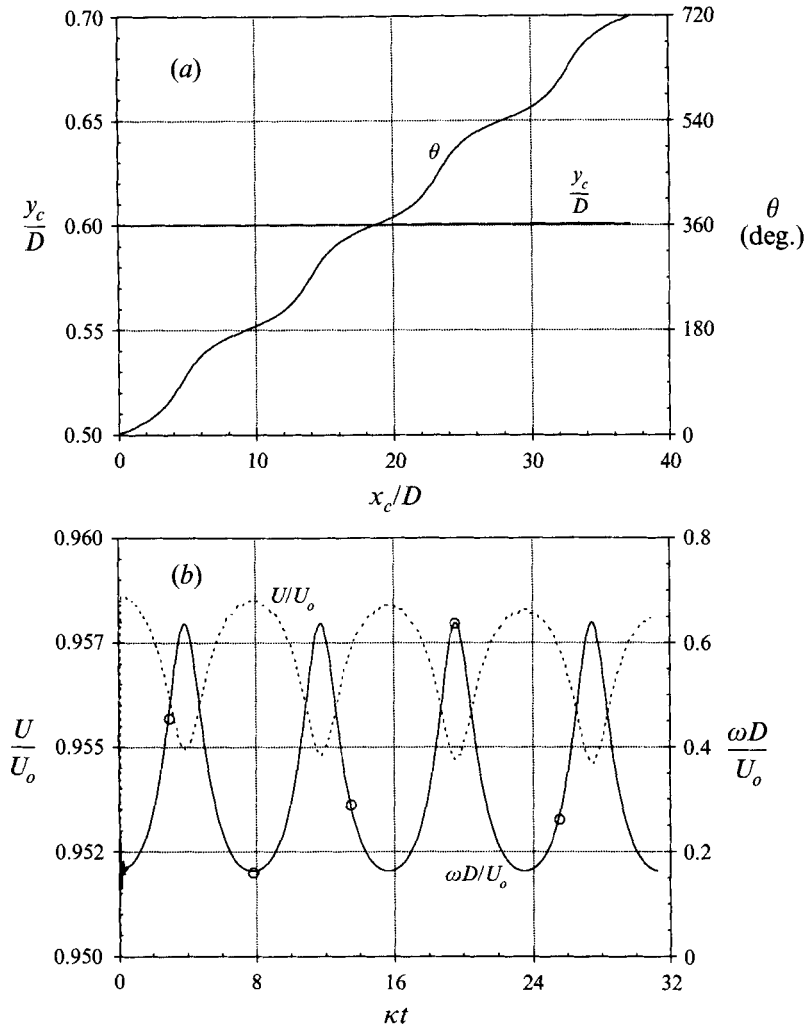 0.70
0.65
0.60
0.55
0.50
y_c/D
(a)
θ
y_c/D
720
540
360
180
0
θ
(deg.)
0 10 20 30 40
x_c/D
0.960
0.957
0.955
0.952
0.950
U/U_o
(b)
U/U_o
ωD/U_o
0.8
0.6
0.4
0.2
0
ωD/U_o
0 8 16 24 32
κt